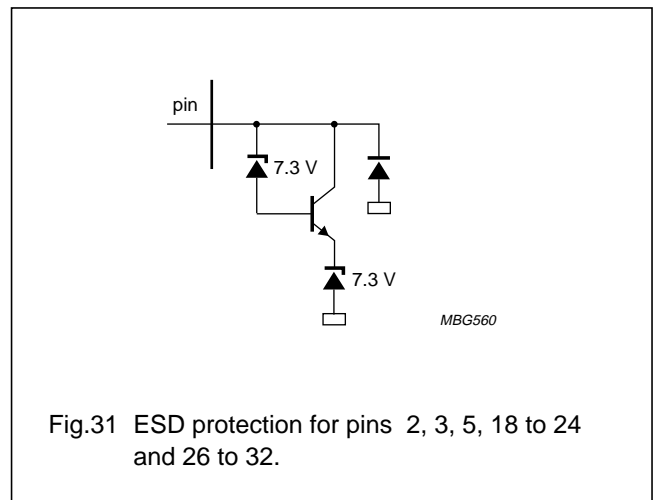 pin
7.3 V
7.3 V
MBG560
Fig.31 ESD protection for pins 2, 3, 5, 18 to 24
and 26 to 32.